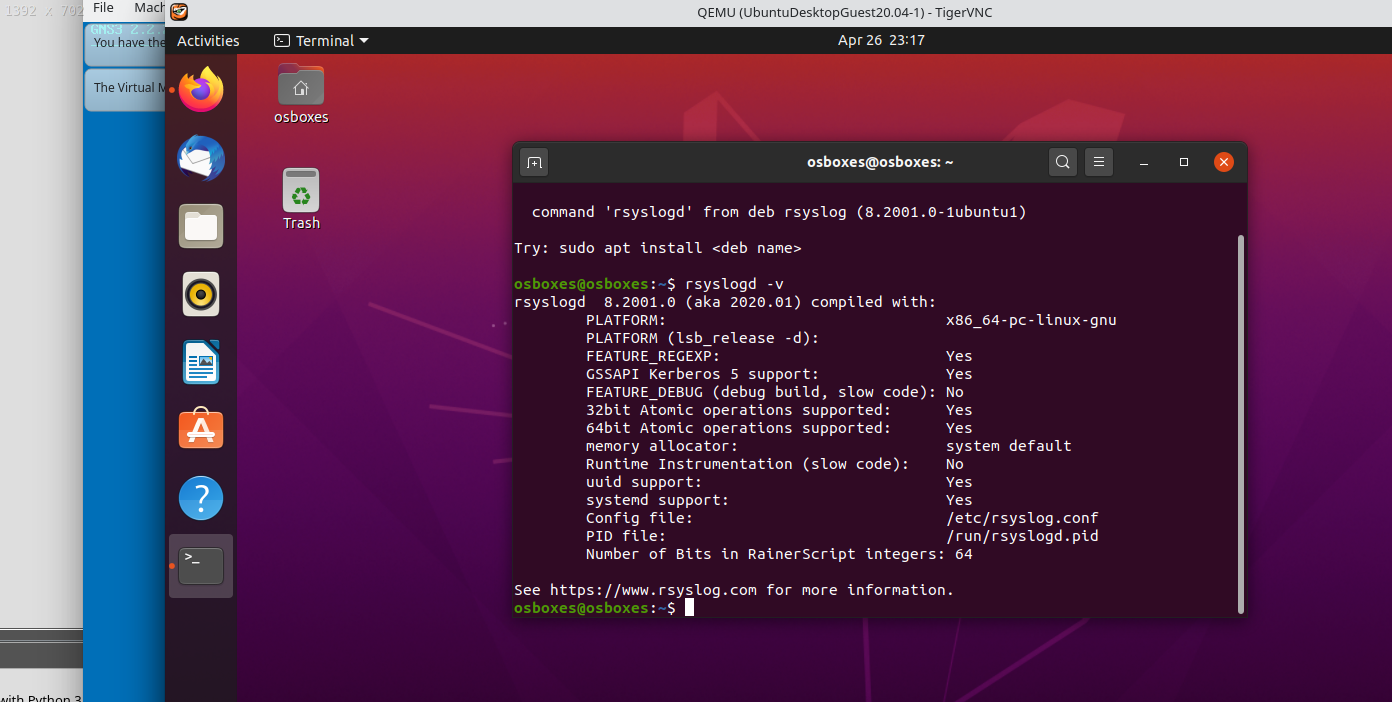 1392 x 702
File Mach
QEMU (UbuntuDesktopGuest20.04-1) - TigerVNC
GNS3 2.2.
You have the
The Virtual M
Activities
Terminal
Apr 26 23:17
osboxes
Trash
osboxes@osboxes: ~
command 'rsyslogd' from deb rsyslog (8.2001.0-1ubuntu1)
Try: sudo apt install <deb name>
osboxes@osboxes:~$ rsyslogd -v
rsyslogd  8.2001.0 (aka 2020.01) compiled with:
PLATFORM: x86_64-pc-linux-gnu
PLATFORM (lsb_release -d):
FEATURE_REGEXP: Yes
GSSAPI Kerberos 5 support: Yes
FEATURE_DEBUG (debug build, slow code): No
32bit Atomic operations supported: Yes
64bit Atomic operations supported: Yes
memory allocator: system default
Runtime Instrumentation (slow code): No
uuid support: Yes
systemd support: Yes
Config file: /etc/rsyslog.conf
PID file: /run/rsyslogd.pid
Number of Bits in RainerScript integers: 64
See https://www.rsyslog.com for more information.
osboxes@osboxes:~$
with Python 3